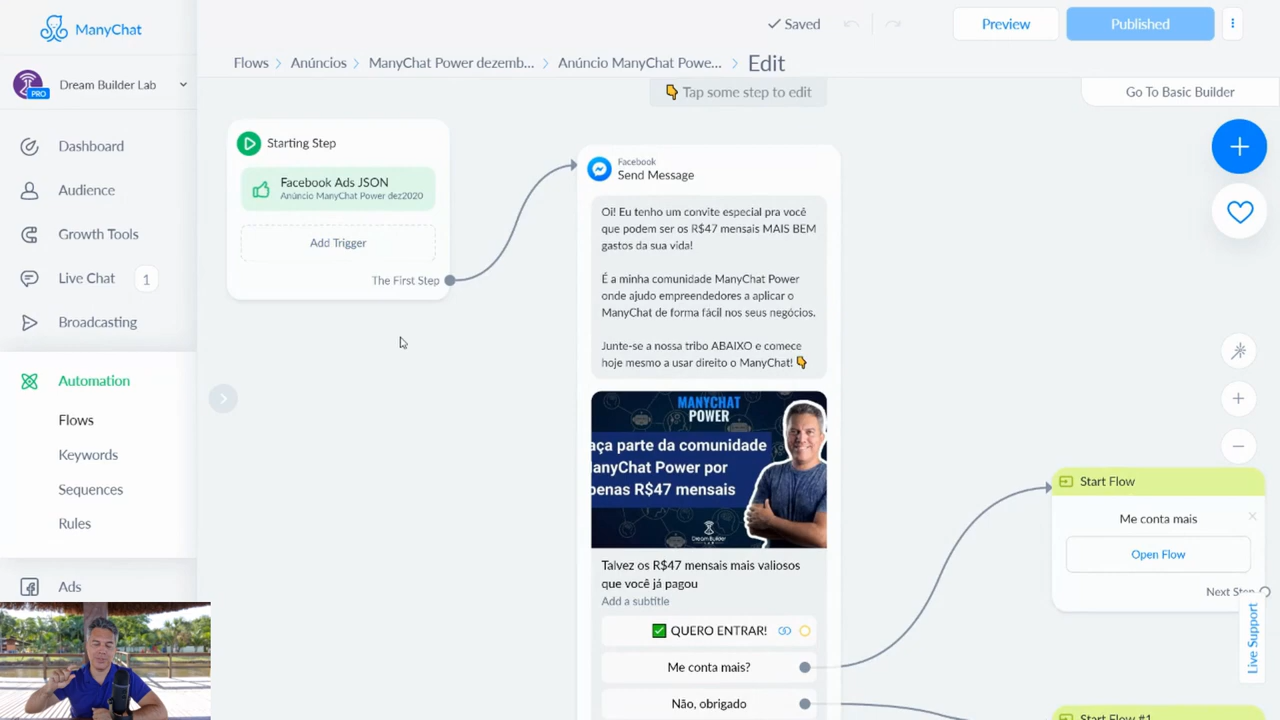 ManyChat
Saved
Preview
Published
Dream Builder Lab
PRO
Flows
Anúncios
ManyChat Power dezemb...
Anúncio ManyChat Powe...
Edit
👇 Tap some step to edit
Go To Basic Builder
Dashboard
Audience
Growth Tools
Live Chat 1
Broadcasting
Automation
Flows
Keywords
Sequences
Rules
Ads
Starting Step
Facebook Ads JSON
Anúncio ManyChat Power dez2020
Add Trigger
The First Step
Facebook
Send Message
Oi! Eu tenho um convite especial pra você
que podem ser os R$47 mensais MAIS BEM
gastos da sua vida!
É a minha comunidade ManyChat Power
onde ajudo empreendedores a aplicar o
ManyChat de forma fácil nos seus negócios.
Junte-se a nossa tribo ABAIXO e comece
hoje mesmo a usar direito o ManyChat! 👇
MANYCHAT
POWER
aça parte da comunidade
anyChat Power por
penas R$47 mensais
Dream Builder
LAB
Talvez os R$47 mensais mais valiosos
que você já pagou
Add a subtitle
✅ QUERO ENTRAR!
Me conta mais?
Não, obrigado
Start Flow
Me conta mais
Open Flow
Next Step
Live Support
Start Flow #1